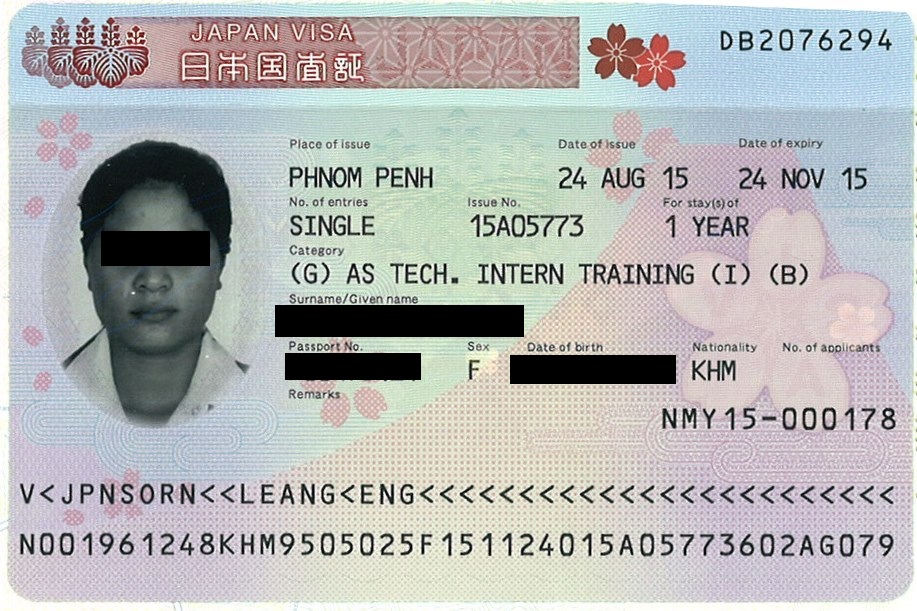 JAPAN VISA
日本国査証
DB2076294
Place of issue Date of issue Date of expiry
PHNOM PENH 24 AUG 15 24 NOV 15
No. of entries Issue No. For stay(s) of
SINGLE 15A05773 1 YEAR
Category
(G) AS TECH. INTERN TRAINING (I) (B)
Surname/Given name
Passport No. Sex Date of birth Nationality No. of applicants
F KHM
Remarks
NMY15-000178
V<JPNSORN<<LEANG<ENG<<<<<<<<<<<<<<<<<<<<<<<<
N001961248KHM9505025F151124015A05773602AG079